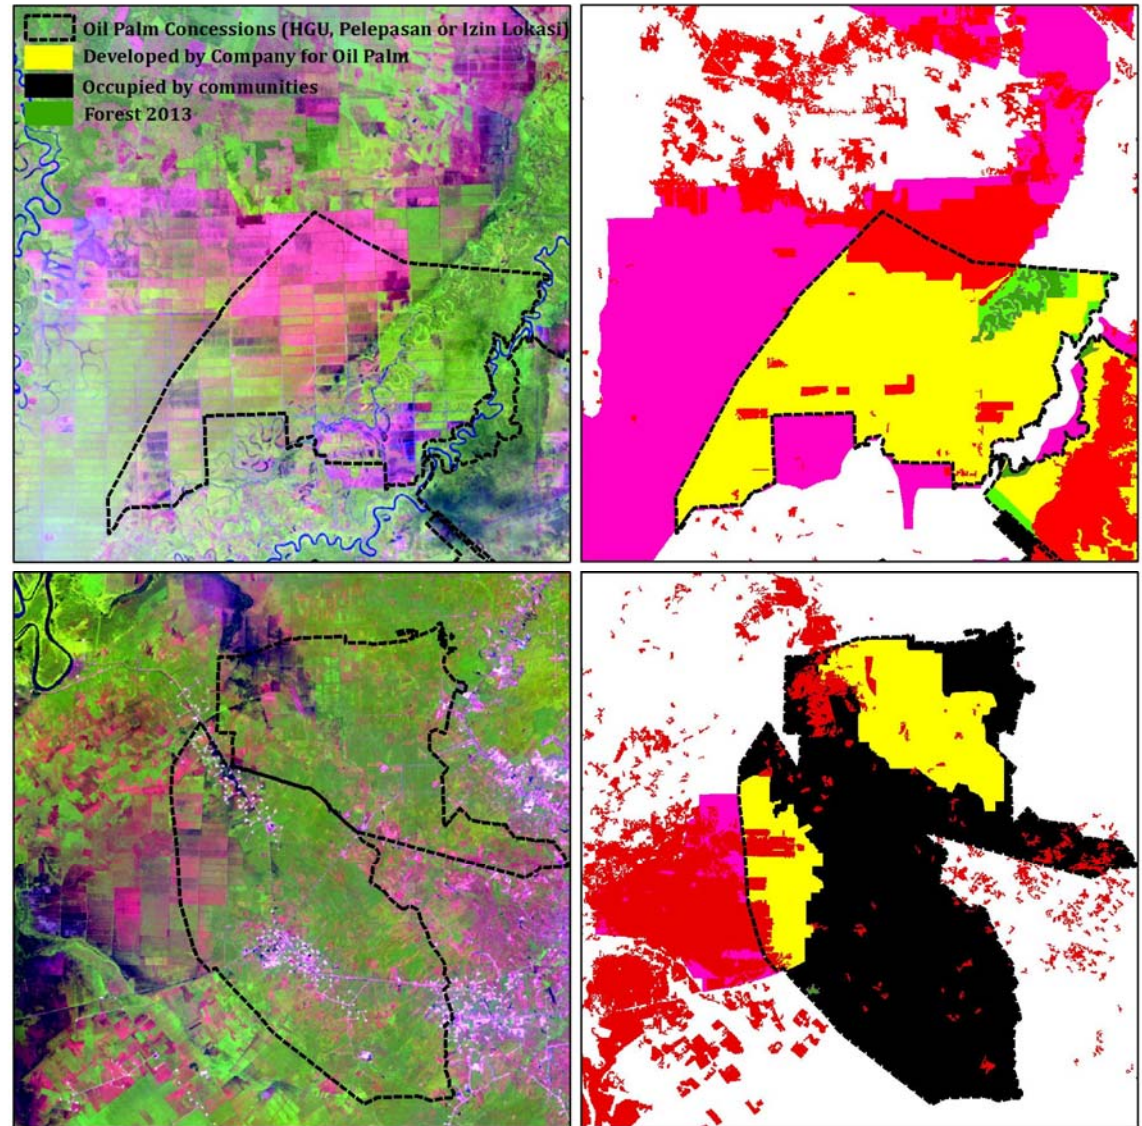 Oil Palm Concessions (HGU, Pelepasan or Izin Lokasi)
Developed by Company for Oil Palm
Occupied by communities
Forest 2013